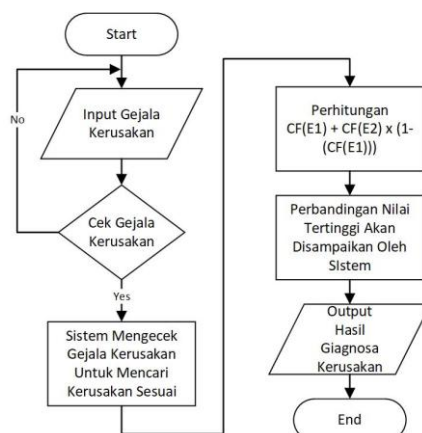 Start
No
Input Gejala
Kerusakan
Cek Gejala
Kerusakan
Yes
Sistem Mengecek
Gejala Kerusakan
Untuk Mencari
Kerusakan Sesuai
Perhitungan
CF(E1) + CF(E2) x (1-
(CF(E1)))
Perbandingan Nilai
Tertinggi Akan
Disampaikan Oleh
SIstem
Output
Hasil
Giagnosa
Kerusakan
End